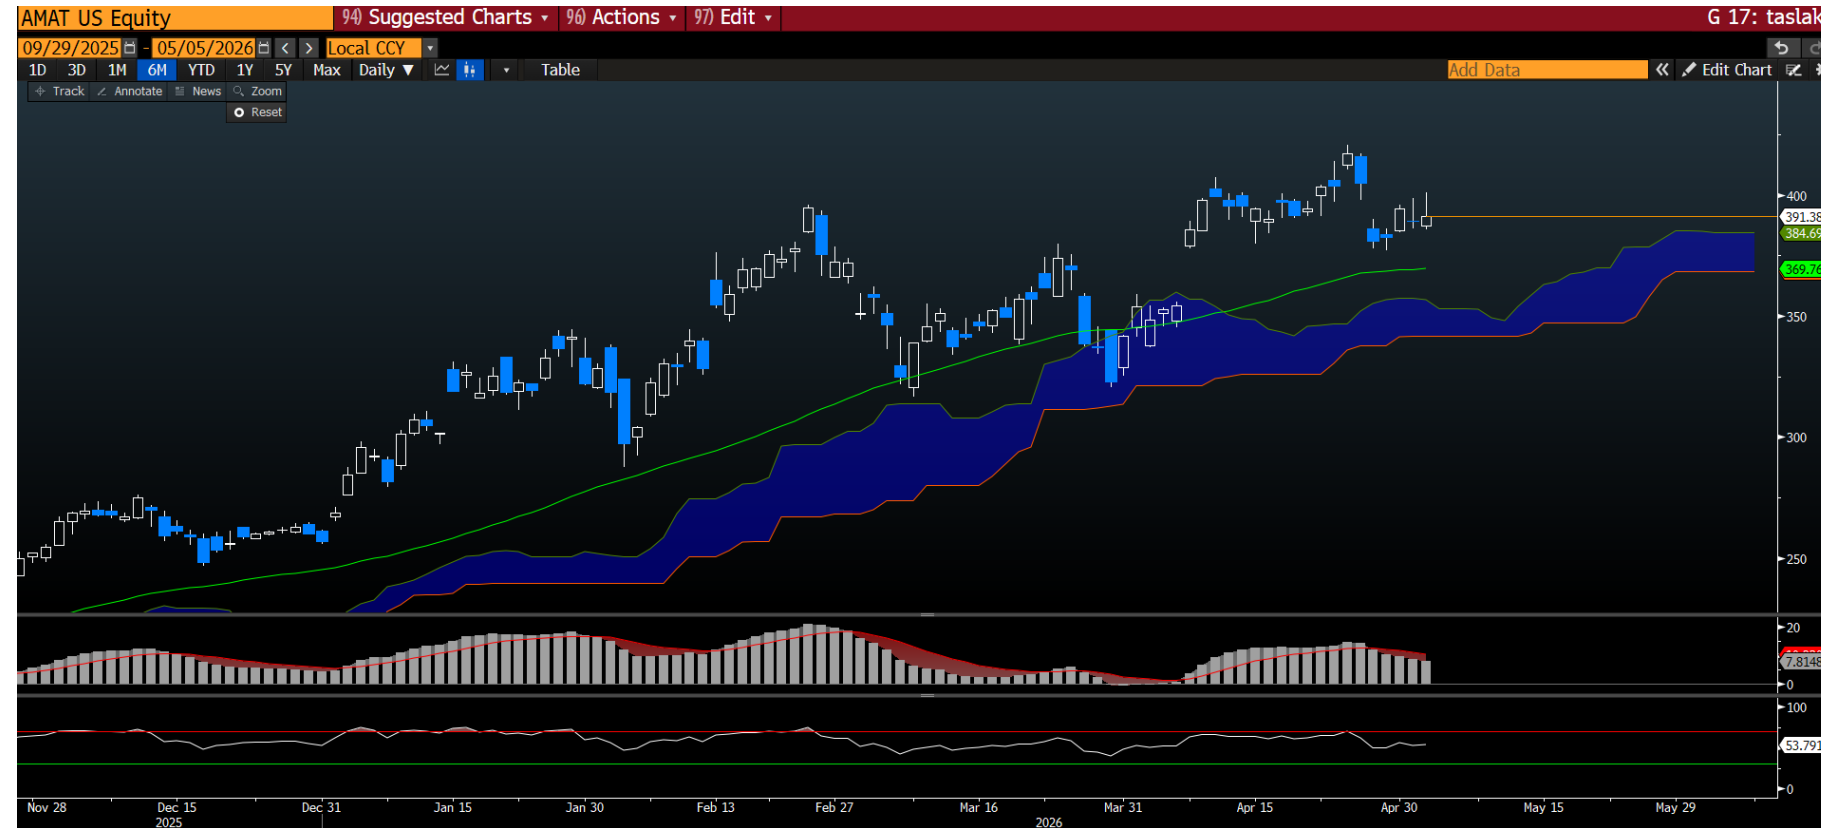 AMAT US Equity 94) Suggested Charts 96) Actions 97) Edit G 17: taslak
09/29/2025 - 05/05/2026 Local CCY
1D 3D 1M 6M YTD 1Y 5Y Max Daily Table Add Data Edit Chart
Track Annotate News Zoom
Reset
400
391.38
384.69
369.76
350
300
250
20
7.8148
0
100
53.791
0
Nov 28 Dec 15 Dec 31 Jan 15 Jan 30 Feb 13 Feb 27 Mar 16 Mar 31 Apr 15 Apr 30 May 15 May 29
2025 2026